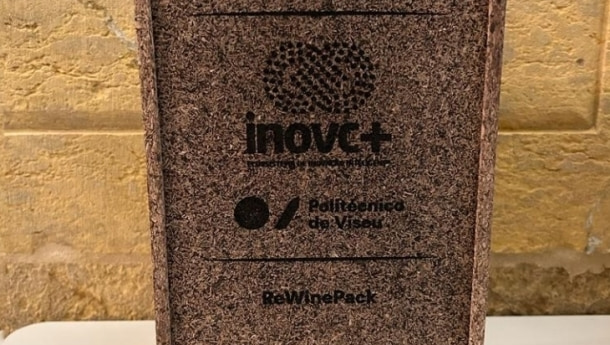 inovc+
Politécnico
de Viseu
ReWinePack